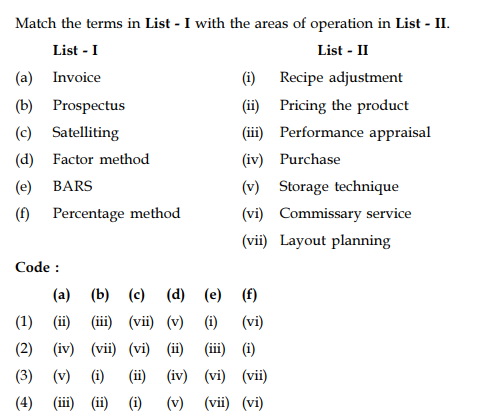 Match the terms in List - I with the areas of operation in List - II.
List - I List - II
(a) Invoice (i) Recipe adjustment
(b) Prospectus (ii) Pricing the product
(c) Satelliting (iii) Performance appraisal
(d) Factor method (iv) Purchase
(e) BARS (v) Storage technique
(f) Percentage method (vi) Commissary service
(vii) Layout planning
Code :
(a) (b) (c) (d) (e) (f)
(1) (ii) (iii) (vii) (v) (i) (vi)
(2) (iv) (vii) (vi) (ii) (iii) (i)
(3) (v) (i) (ii) (iv) (vi) (vii)
(4) (iii) (ii) (i) (v) (vii) (vi)